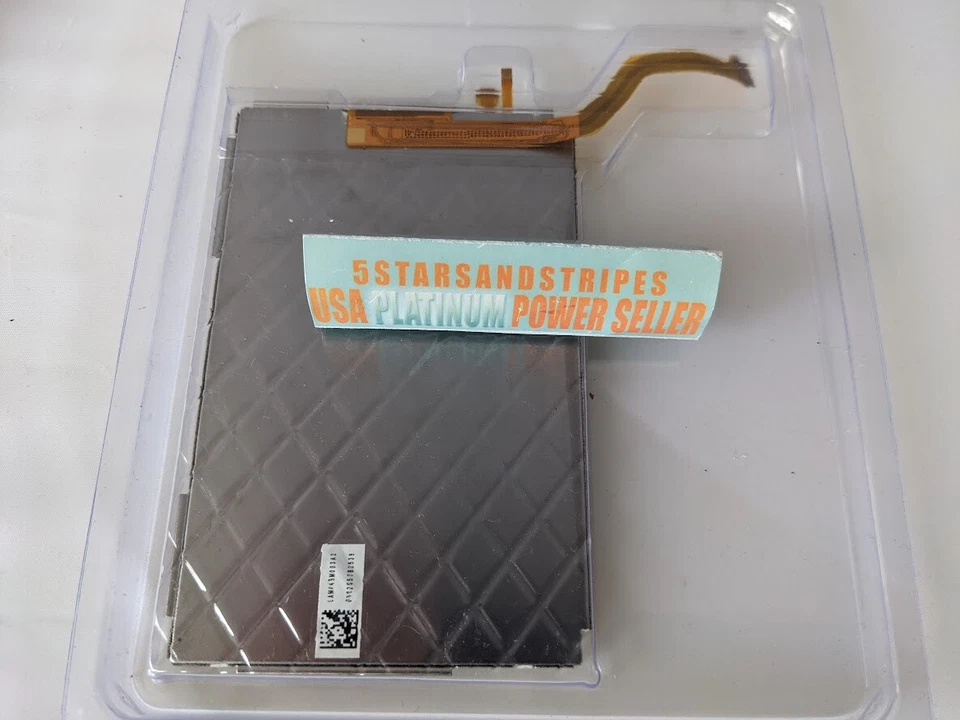 5STARSANDSTRIPES
USA PLATINUM POWER SELLER